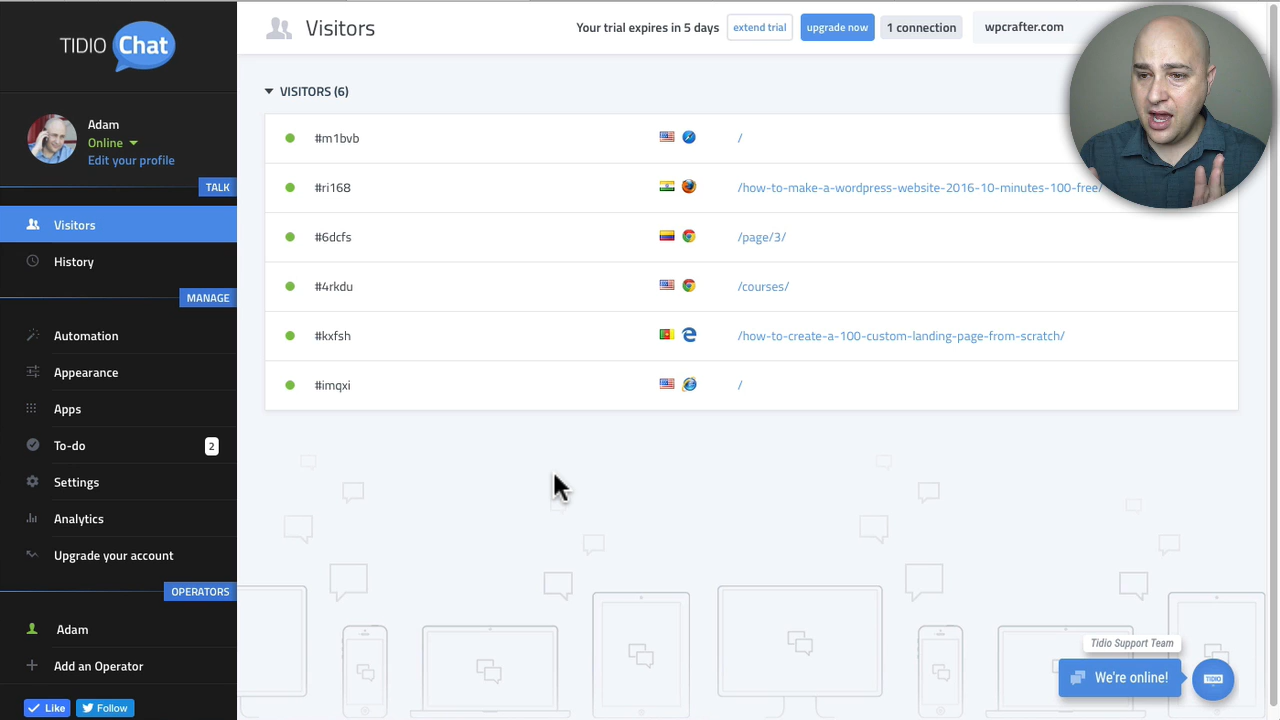 TIDIO Chat
Adam
Online
Edit your profile
TALK
Visitors
History
MANAGE
Automation
Appearance
Apps
To-do 2
Settings
Analytics
Upgrade your account
OPERATORS
Adam
Add an Operator
Like Follow
Visitors
Your trial expires in 5 days extend trial upgrade now 1 connection wpcrafter.com
VISITORS (6)
#m1bvb /
#ri168 /how-to-make-a-wordpress-website-2016-10-minutes-100-free/
#6dcfs /page/3/
#4rkdu /courses/
#kxfsh /how-to-create-a-100-custom-landing-page-from-scratch/
#imqxi /
Tidio Support Team
We're online! TIDIO